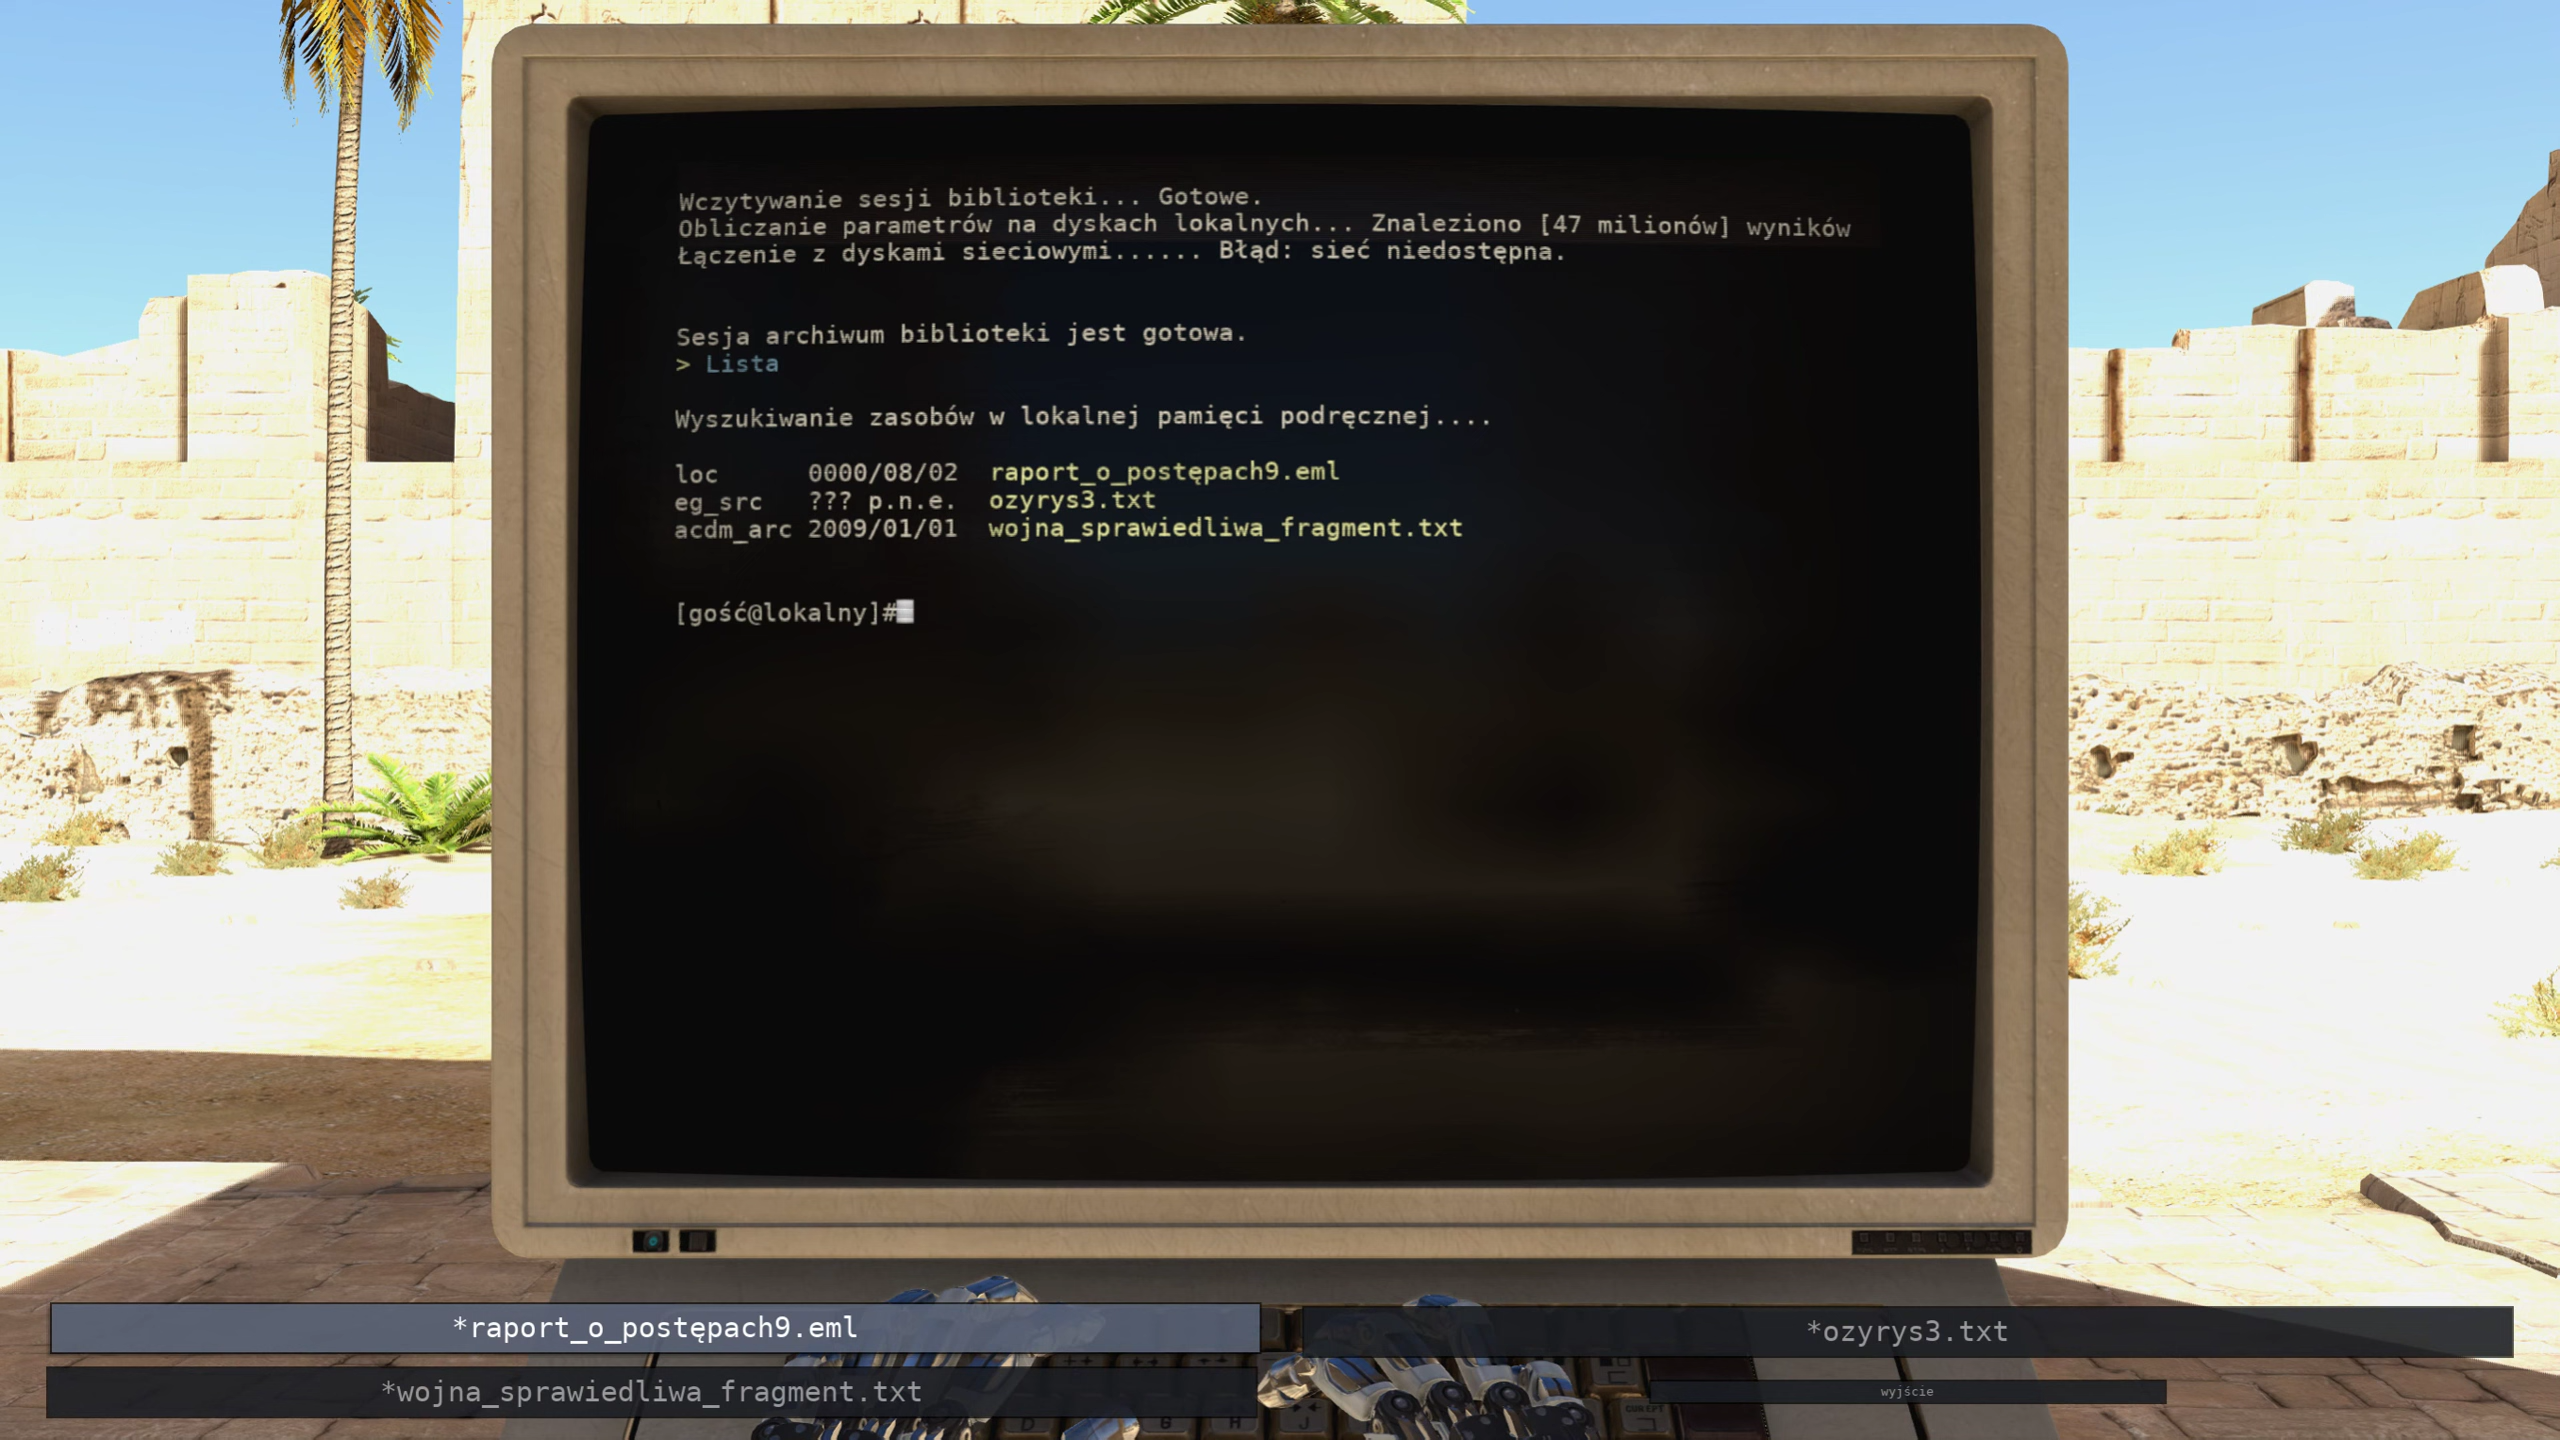 Wczytywanie sesji biblioteki... Gotowe.
Obliczanie parametrów na dyskach lokalnych... Znaleziono [47 milionów] wyników
Łączenie z dyskami sieciowymi...... Błąd: sieć niedostępna.
Sesja archiwum biblioteki jest gotowa.
> Lista
Wyszukiwanie zasobów w lokalnej pamięci podręcznej....
loc 0000/08/02 raport_o_postępach9.eml
eg_src ??? p.n.e. ozyrys3.txt
acdm_arc 2009/01/01 wojna_sprawiedliwa_fragment.txt
[gość@lokalny]#
*raport_o_postępach9.eml
*ozyrys3.txt
*wojna_sprawiedliwa_fragment.txt
wyjście
D G H J